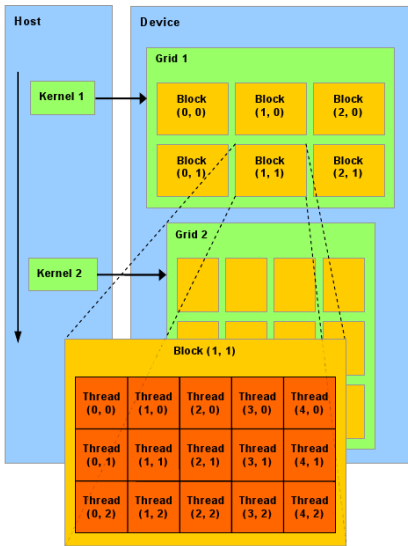 Host
Device
Grid 1
Kernel 1
Block
(0, 0)
Block
(1, 0)
Block
(2, 0)
Block
(0, 1)
Block
(1, 1)
Block
(2, 1)
Grid 2
Kernel 2
Block (1, 1)
Thread
(0, 0)
Thread
(1, 0)
Thread
(2, 0)
Thread
(3, 0)
Thread
(4, 0)
Thread
(0, 1)
Thread
(1, 1)
Thread
(2, 1)
Thread
(3, 1)
Thread
(4, 1)
Thread
(0, 2)
Thread
(1, 2)
Thread
(2, 2)
Thread
(3, 2)
Thread
(4, 2)